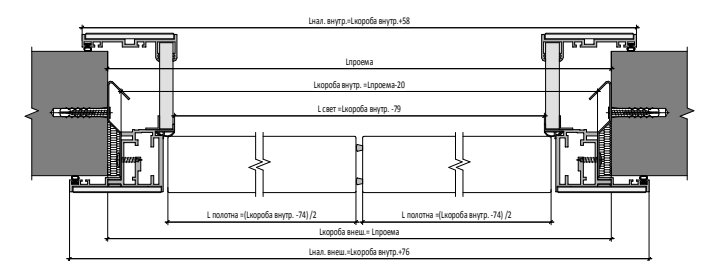 Lнал. внутр.=Lкороба внутр.+58
Lпроема
Lкороба внутр. =Lпроема-20
L свет =Lкороба внутр. -79
L полотна =(Lкороба внутр. -74) /2
L полотна =(Lкороба внутр. -74) /2
Lкороба внеш.= Lпроема
Lнал. внеш.=Lкороба внутр.+76